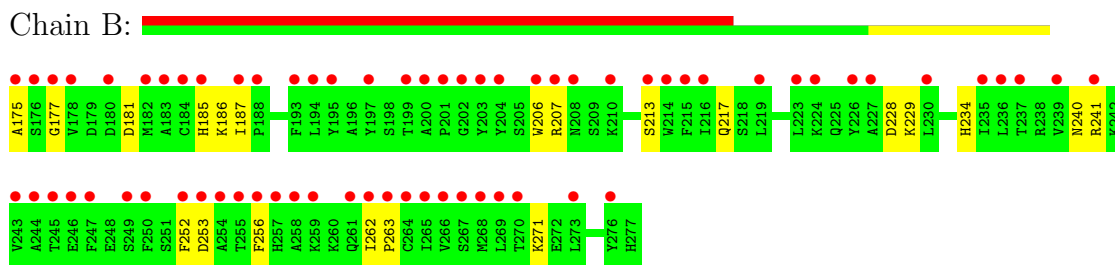 Chain B:
A175 S176 G177 V178 D179 D180 D181 M182 A183 C184 H185 K186 I187 P188 F193 L194 Y195 A196 Y197 S198 T199 A200 P201 G202 Y203 Y204 S205 W206 R207 N208 S209 K210 S213 W214 F215 I216 Q217 S218 L219 L223 K224 Q225 Y226 A227 D228 K229 L230 H234 I235 L236 T237 R238 V239 N240 R241 K242
V243 A244 T245 E246 F247 E248 S249 F250 S251 F252 D253 A254 T255 F256 H257 A258 K259 K260 Q261 I262 P263 C264 I265 V266 S267 M268 L269 T270 K271 E272 L273 Y276 H277